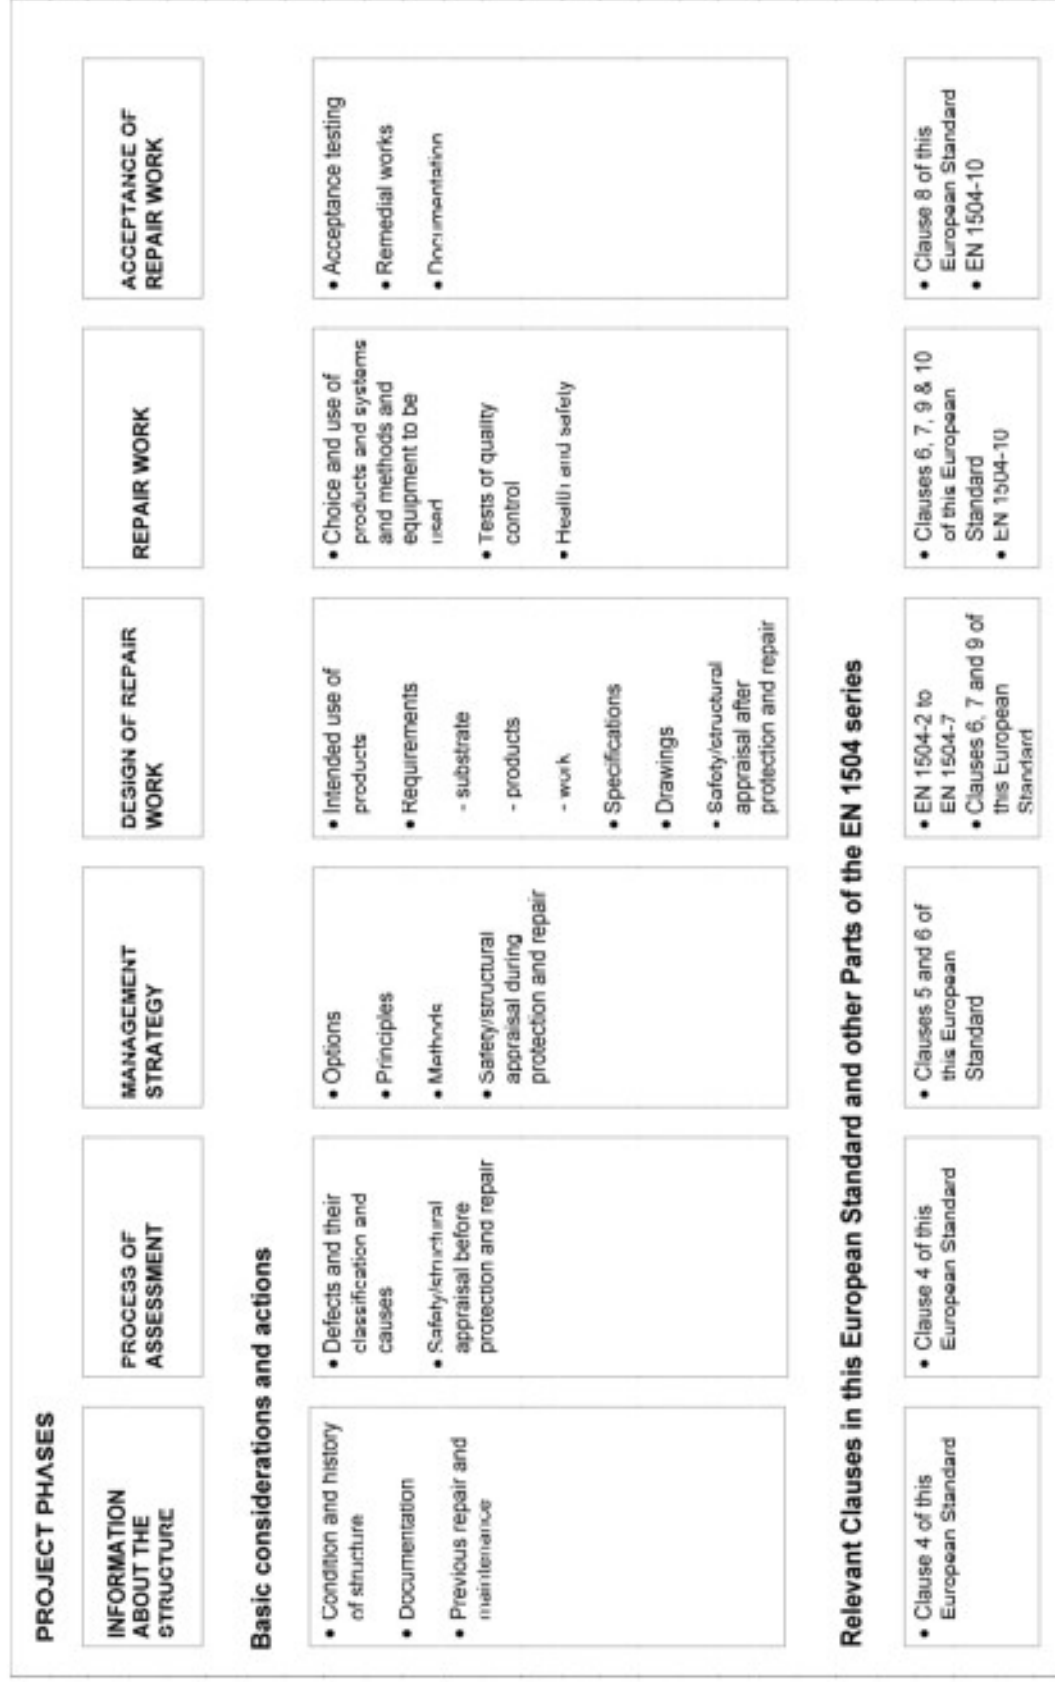 PROJECT PHASES
INFORMATION
ABOUT THE
STRUCTURE
PROCESS OF
ASSESSMENT
MANAGEMENT
STRATEGY
DESIGN OF REPAIR
WORK
REPAIR WORK
ACCEPTANCE OF
REPAIR WORK
Basic considerations and actions
• Condition and history
of structure
• Documentation
• Previous repair and
maintenance
• Defects and their
classification and
causes
• Safety/structural
appraisal before
protection and repair
• Options
• Principles
• Methods
• Safety/structural
appraisal during
protection and repair
• Intended use of
products
• Requirements
- substrate
- products
- work
• Specifications
• Drawings
• Safety/structural
appraisal after
protection and repair
• Choice and use of
products and systems
and methods and
equipment to be
used
• Tests of quality
control
• Health and safety
• Acceptance testing
• Remedial works
• Documentation
Relevant Clauses in this European Standard and other Parts of the EN 1504 series
• Clause 4 of this
European Standard
• Clause 4 of this
European Standard
• Clauses 5 and 6 of
this European
Standard
• EN 1504-2 to
EN 1504-7
• Clauses 6, 7 and 9 of
this European
Standard
• Clauses 6, 7, 9 & 10
of this European
Standard
• EN 1504-10
• Clause 8 of this
European Standard
• EN 1504-10